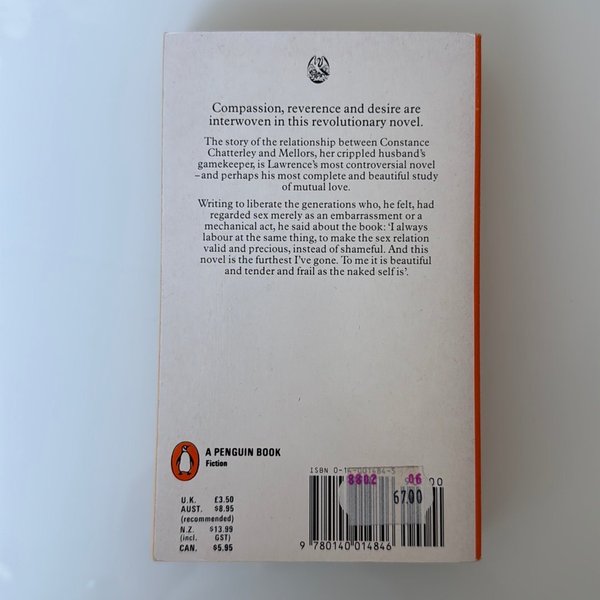 Compassion, reverence and desire are
interwoven in this revolutionary novel.
The story of the relationship between Constance
Chatterley and Mellors, her crippled husband's
gamekeeper, is Lawrence's most controversial novel
–and perhaps his most complete and beautiful study
of mutual love.
Writing to liberate the generations who, he felt, had
regarded sex merely as an embarrassment or a
mechanical act, he said about the book: 'I always
labour at the same thing, to make the sex relation
valid and precious, instead of shameful. And this
novel is the furthest I've gone. To me it is beautiful
and tender and frail as the naked self is'.
A PENGUIN BOOK
Fiction
U.K. £3.50
AUST. $8.95
(recommended)
N.Z. $13.99
(incl. GST)
CAN. $5.95
ISBN 0-14-001484-5
8802 06
6700
00
9 780140 014846